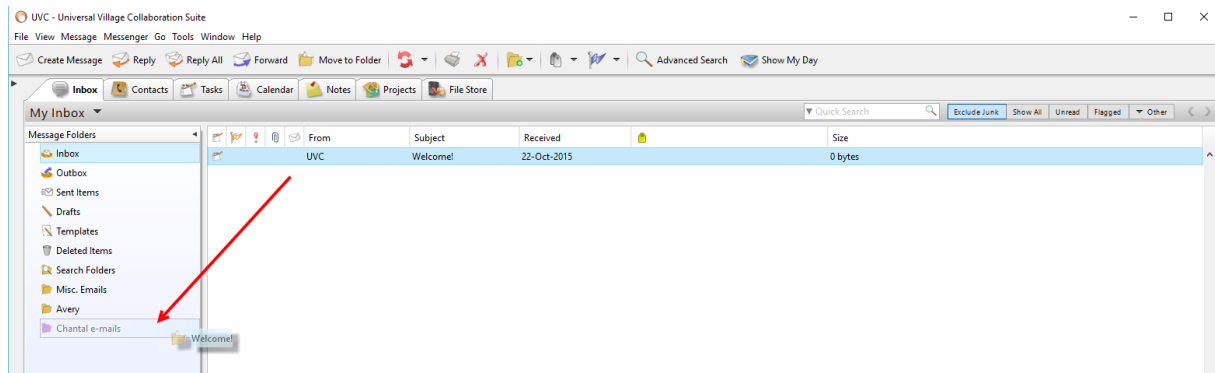 UVC - Universal Village Collaboration Suite
File View Message Messenger Go Tools Window Help
Create Message Reply Reply All Forward Move to Folder Advanced Search Show My Day
Inbox Contacts Tasks Calendar Notes Projects File Store
My Inbox Quick Search Exclude Junk Show All Unread Flagged Other
Message Folders From Subject Received Size
Inbox UVC Welcome! 22-Oct-2015 0 bytes
Outbox
Sent Items
Drafts
Templates
Deleted Items
Search Folders
Misc. Emails
Avery
Chantal e-mails
Welcome!